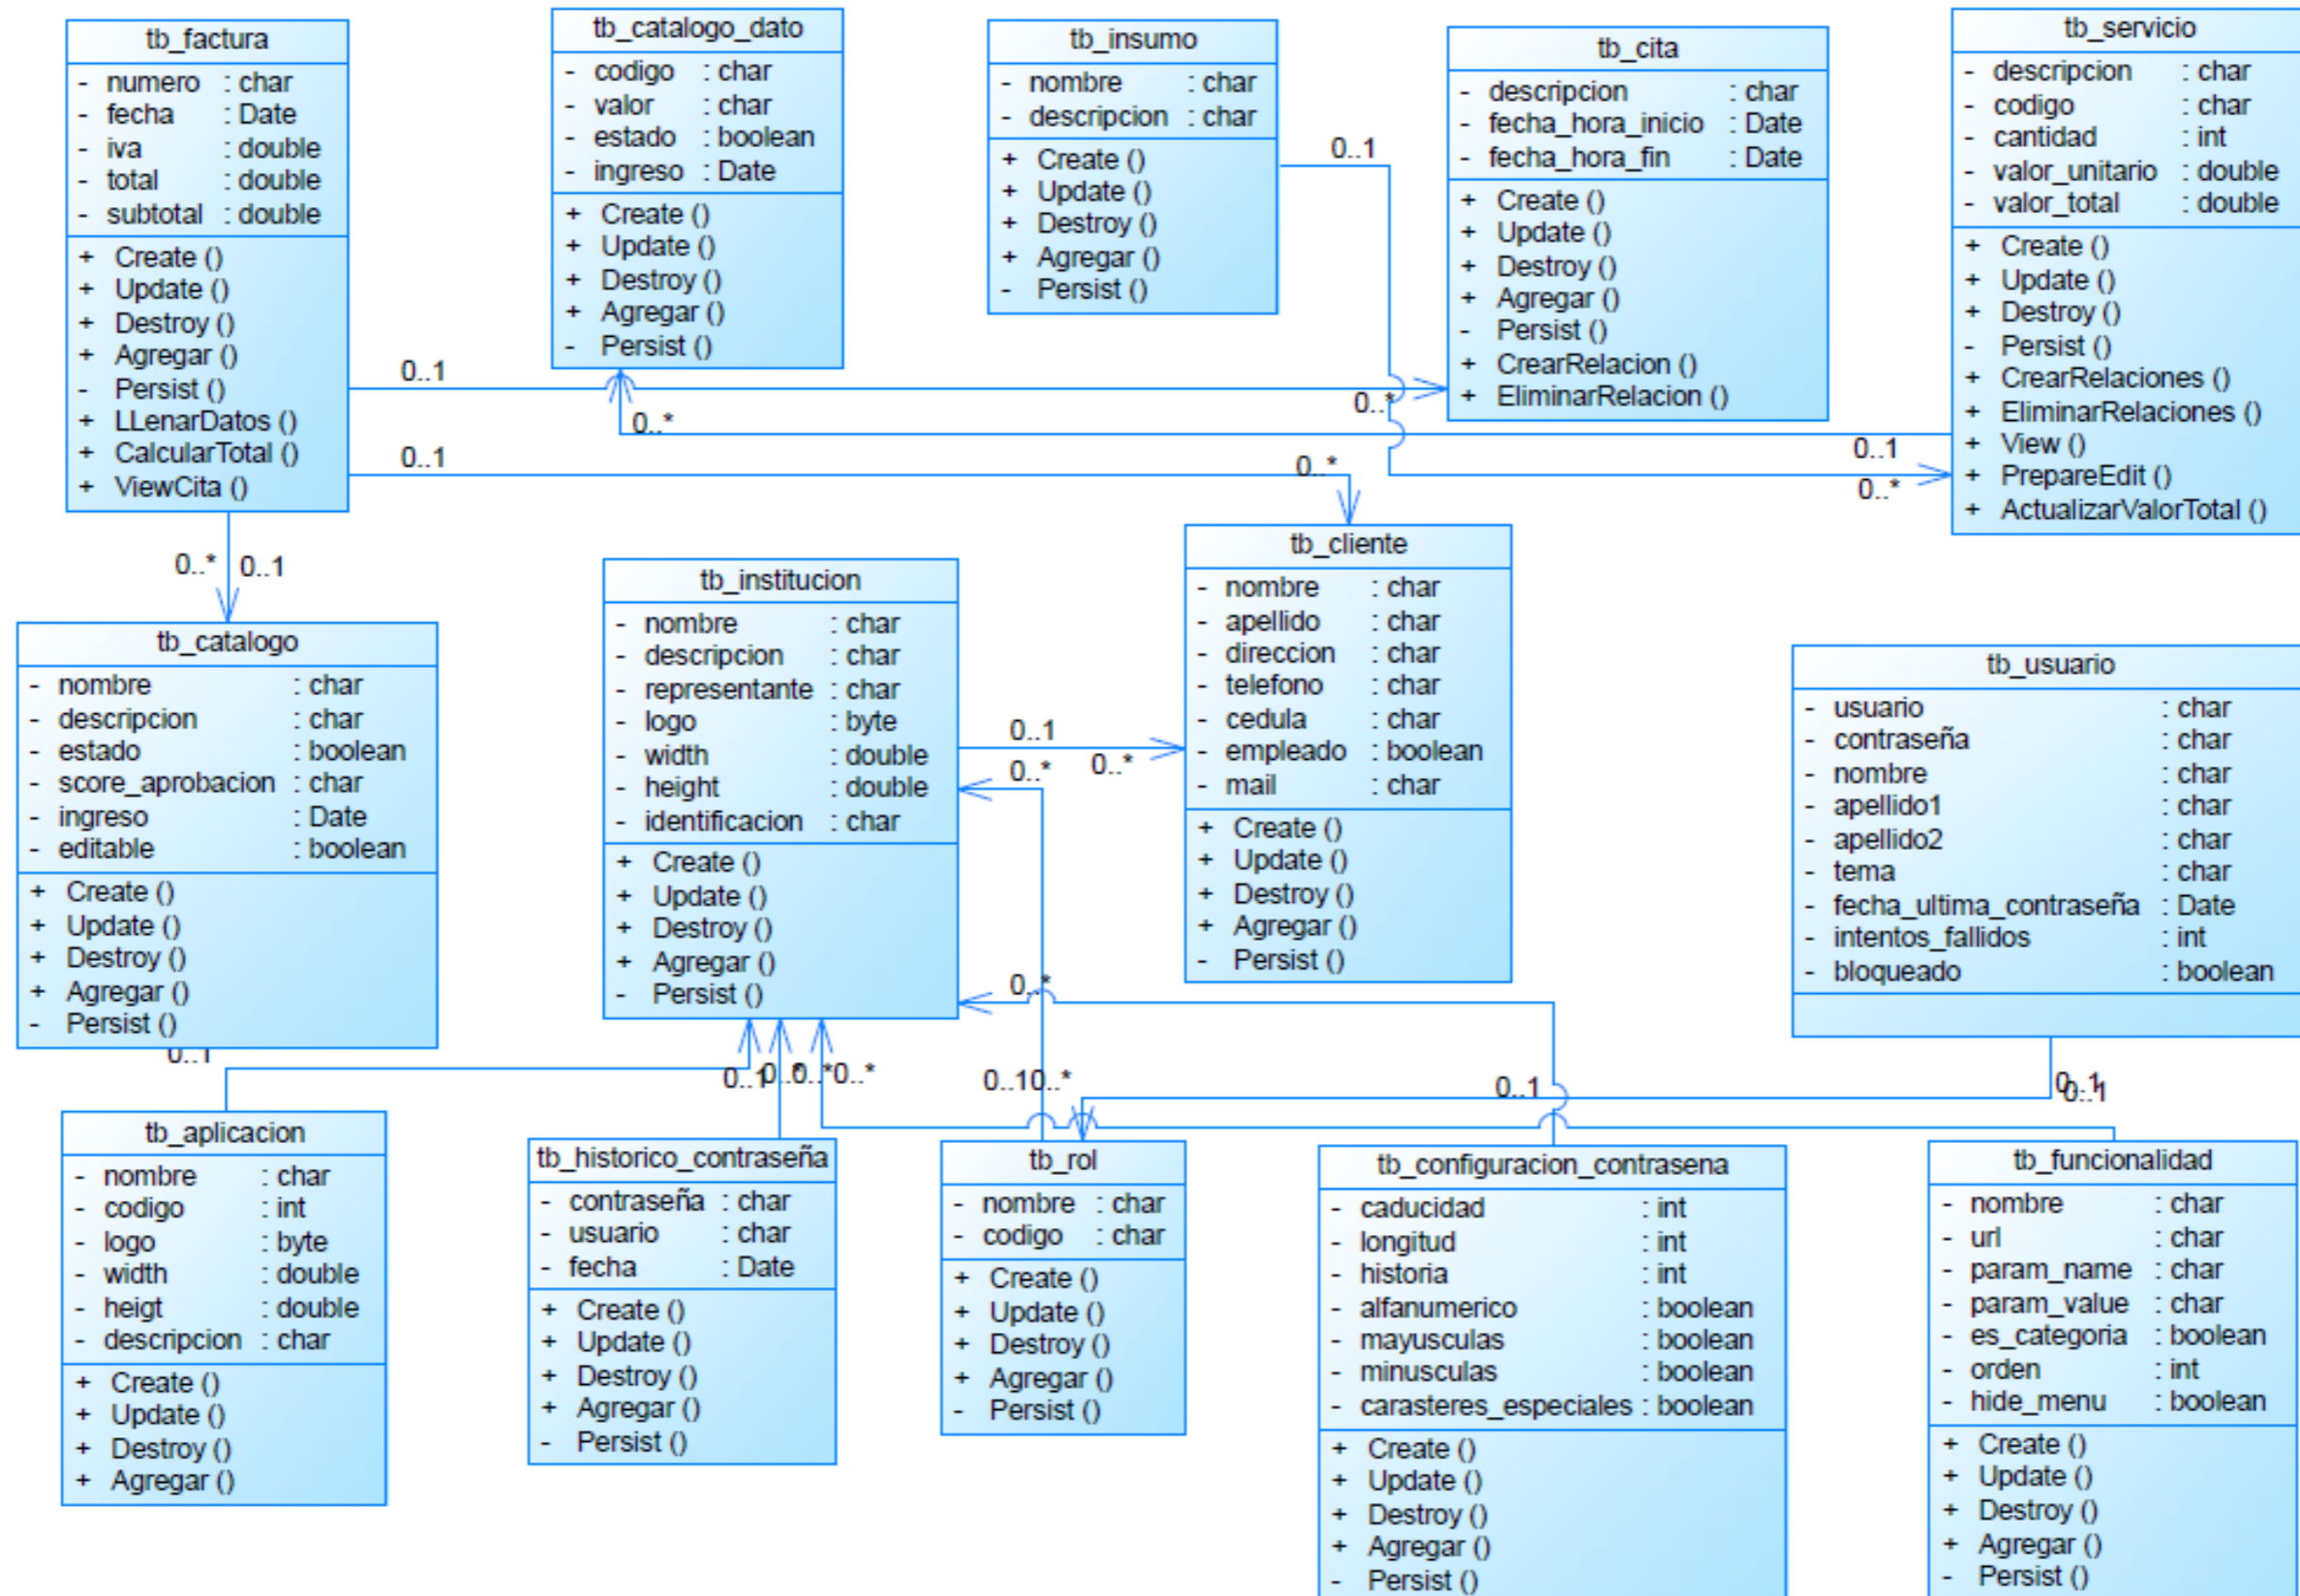 tb_factura
- numero : char
- fecha : Date
- iva : double
- total : double
- subtotal : double
+ Create ()
+ Update ()
+ Destroy ()
+ Agregar ()
- Persist ()
+ LLenarDatos ()
+ CalcularTotal ()
+ ViewCita ()
tb_catalogo_dato
- codigo : char
- valor : char
- estado : boolean
- ingreso : Date
+ Create ()
+ Update ()
+ Destroy ()
+ Agregar ()
- Persist ()
tb_insumo
- nombre : char
- descripcion : char
+ Create ()
+ Update ()
+ Destroy ()
+ Agregar ()
- Persist ()
0..1
tb_cita
- descripcion : char
- fecha_hora_inicio : Date
- fecha_hora_fin : Date
+ Create ()
+ Update ()
+ Destroy ()
+ Agregar ()
- Persist ()
+ CrearRelacion ()
+ EliminarRelacion ()
tb_servicio
- descripcion : char
- codigo : char
- cantidad : int
- valor_unitario : double
- valor_total : double
+ Create ()
+ Update ()
+ Destroy ()
- Persist ()
+ CrearRelaciones ()
+ EliminarRelaciones ()
+ View ()
+ PrepareEdit ()
+ ActualizarValorTotal ()
0..1
0..*
0..*
0..1
0..1
0..*
0..*
0..* 0..1
tb_catalogo
- nombre : char
- descripcion : char
- estado : boolean
- score_aprobacion : char
- ingreso : Date
- editable : boolean
+ Create ()
+ Update ()
+ Destroy ()
+ Agregar ()
- Persist ()
tb_institucion
- nombre : char
- descripcion : char
- representante : char
- logo : byte
- width : double
- height : double
- identificacion : char
+ Create ()
+ Update ()
+ Destroy ()
+ Agregar ()
- Persist ()
0..1
0..*
0..*
0..*
tb_cliente
- nombre : char
- apellido : char
- direccion : char
- telefono : char
- cedula : char
- empleado : boolean
- mail : char
+ Create ()
+ Update ()
+ Destroy ()
+ Agregar ()
- Persist ()
tb_usuario
- usuario : char
- contraseña : char
- nombre : char
- apellido1 : char
- apellido2 : char
- tema : char
- fecha_ultima_contraseña : Date
- intentos_fallidos : int
- bloqueado : boolean
0..1
0..1
0..*
0..*
0..*
0..1
0..*
0..1
0..1
0..1
tb_aplicacion
- nombre : char
- codigo : int
- logo : byte
- width : double
- heigt : double
- descripcion : char
+ Create ()
+ Update ()
+ Destroy ()
+ Agregar ()
tb_historico_contraseña
- contraseña : char
- usuario : char
- fecha : Date
+ Create ()
+ Update ()
+ Destroy ()
+ Agregar ()
- Persist ()
tb_rol
- nombre : char
- codigo : char
+ Create ()
+ Update ()
+ Destroy ()
+ Agregar ()
- Persist ()
tb_configuracion_contrasena
- caducidad : int
- longitud : int
- historia : int
- alfanumerico : boolean
- mayusculas : boolean
- minusculas : boolean
- carasteres_especiales : boolean
+ Create ()
+ Update ()
+ Destroy ()
+ Agregar ()
- Persist ()
tb_funcionalidad
- nombre : char
- url : char
- param_name : char
- param_value : char
- es_categoria : boolean
- orden : int
- hide_menu : boolean
+ Create ()
+ Update ()
+ Destroy ()
+ Agregar ()
- Persist ()